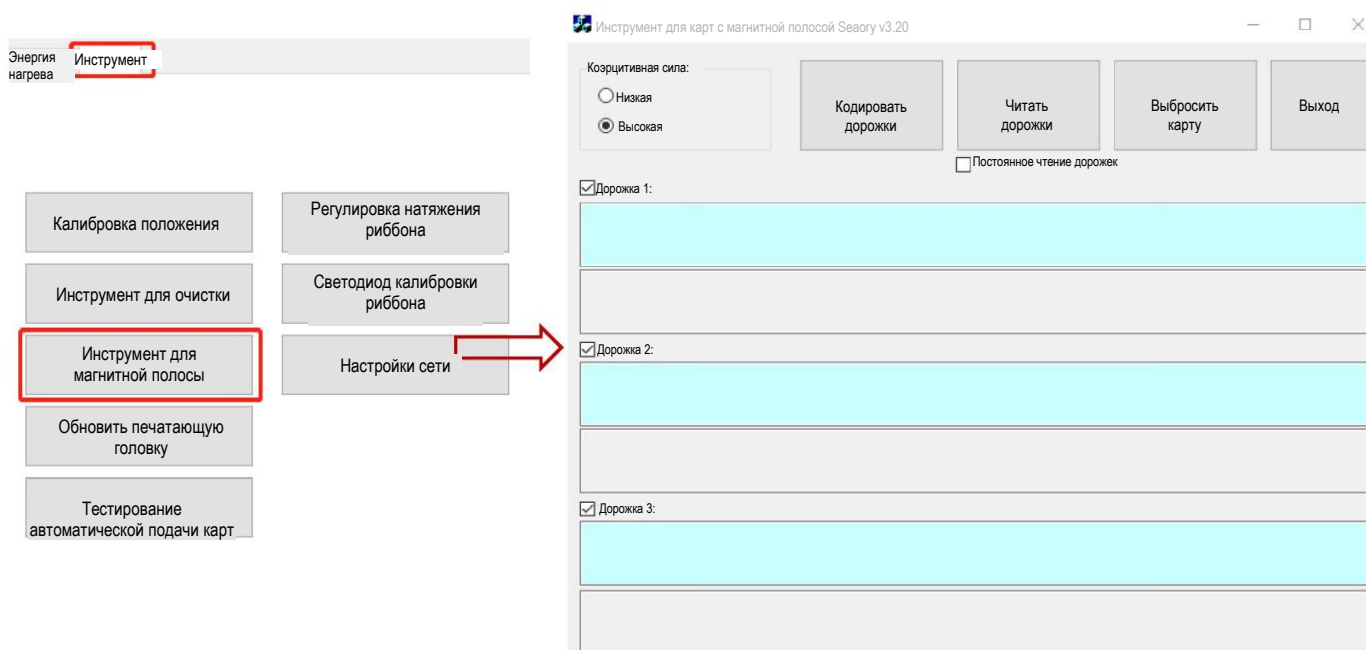 Энергия
нагрева
Инструмент
Калибровка положения
Регулировка натяжения
риббона
Инструмент для очистки
Светодиод калибровки
риббона
Инструмент для
магнитной полосы
Настройки сети
Обновить печатающую
головку
Тестирование
автоматической подачи карт
Инструмент для карт с магнитной полосой Seaory v3.20
Коэрцитивная сила:
Низкая
Высокая
Кодировать
дорожки
Читать
дорожки
Выбросить
карту
Выход
Постоянное чтение дорожек
Дорожка 1:
Дорожка 2:
Дорожка 3: